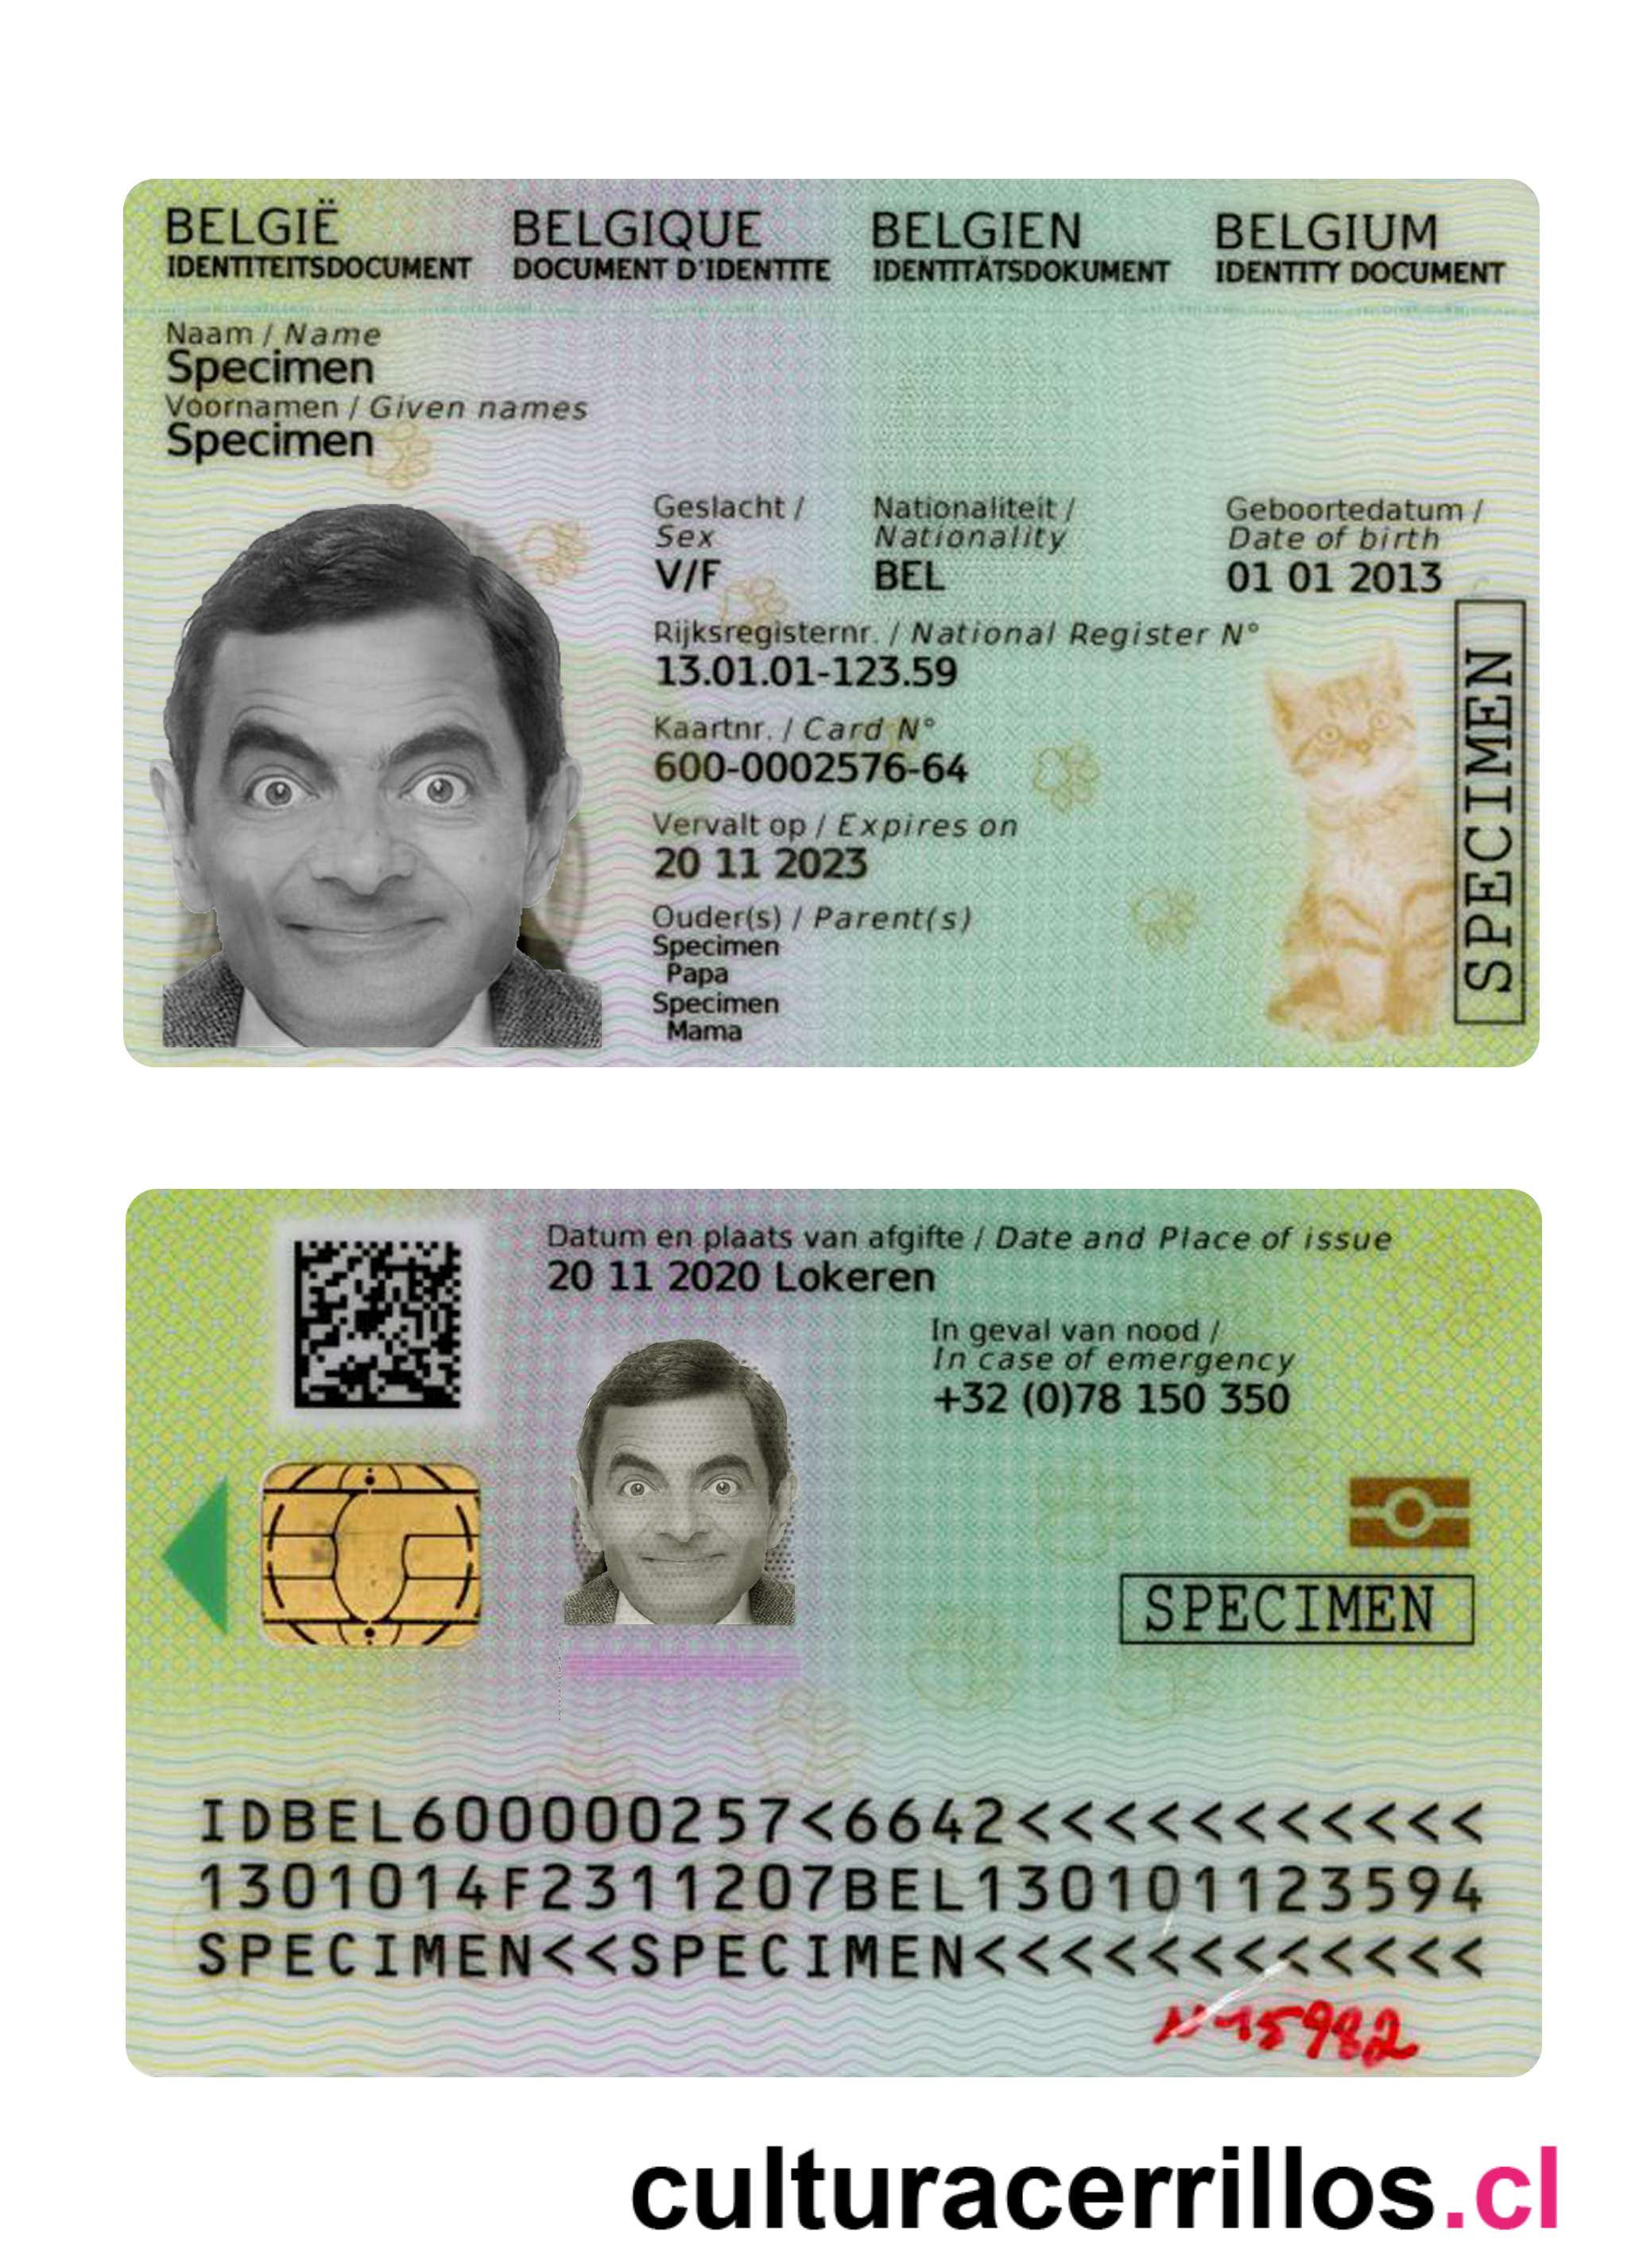 BELGIË BELGIQUE BELGIEN BELGIUM
IDENTITEITSDOCUMENT DOCUMENT D'IDENTITE IDENTITÄTSDOKUMENT IDENTITY DOCUMENT
Naam / Name
Specimen
Voornamen / Given names
Specimen
Geslacht / Nationaliteit / Geboortedatum /
Sex Nationality Date of birth
V/F BEL 01 01 2013
Rijksregisternr. / National Register N°
13.01.01-123.59
Kaartnr. / Card N°
600-0002576-64
Vervalt op / Expires on
20 11 2023
Ouder(s) / Parent(s)
Specimen
Papa
Specimen
Mama
SPECIMEN
Datum en plaats van afgifte / Date and Place of issue
20 11 2020 Lokeren
In geval van nood /
In case of emergency
+32 (0)78 150 350
SPECIMEN
IDBEL600000257<6642<<<<<<<<<<<
1301014F2311207BEL130101123594
SPECIMEN<<SPECIMEN<<<<<<<<<<<<
N°15982
culturacerrillos.cl